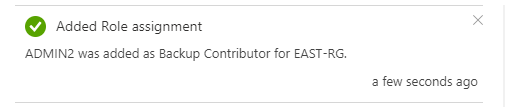 Added Role assignment
ADMIN2 was added as Backup Contributor for EAST-RG.
a few seconds ago